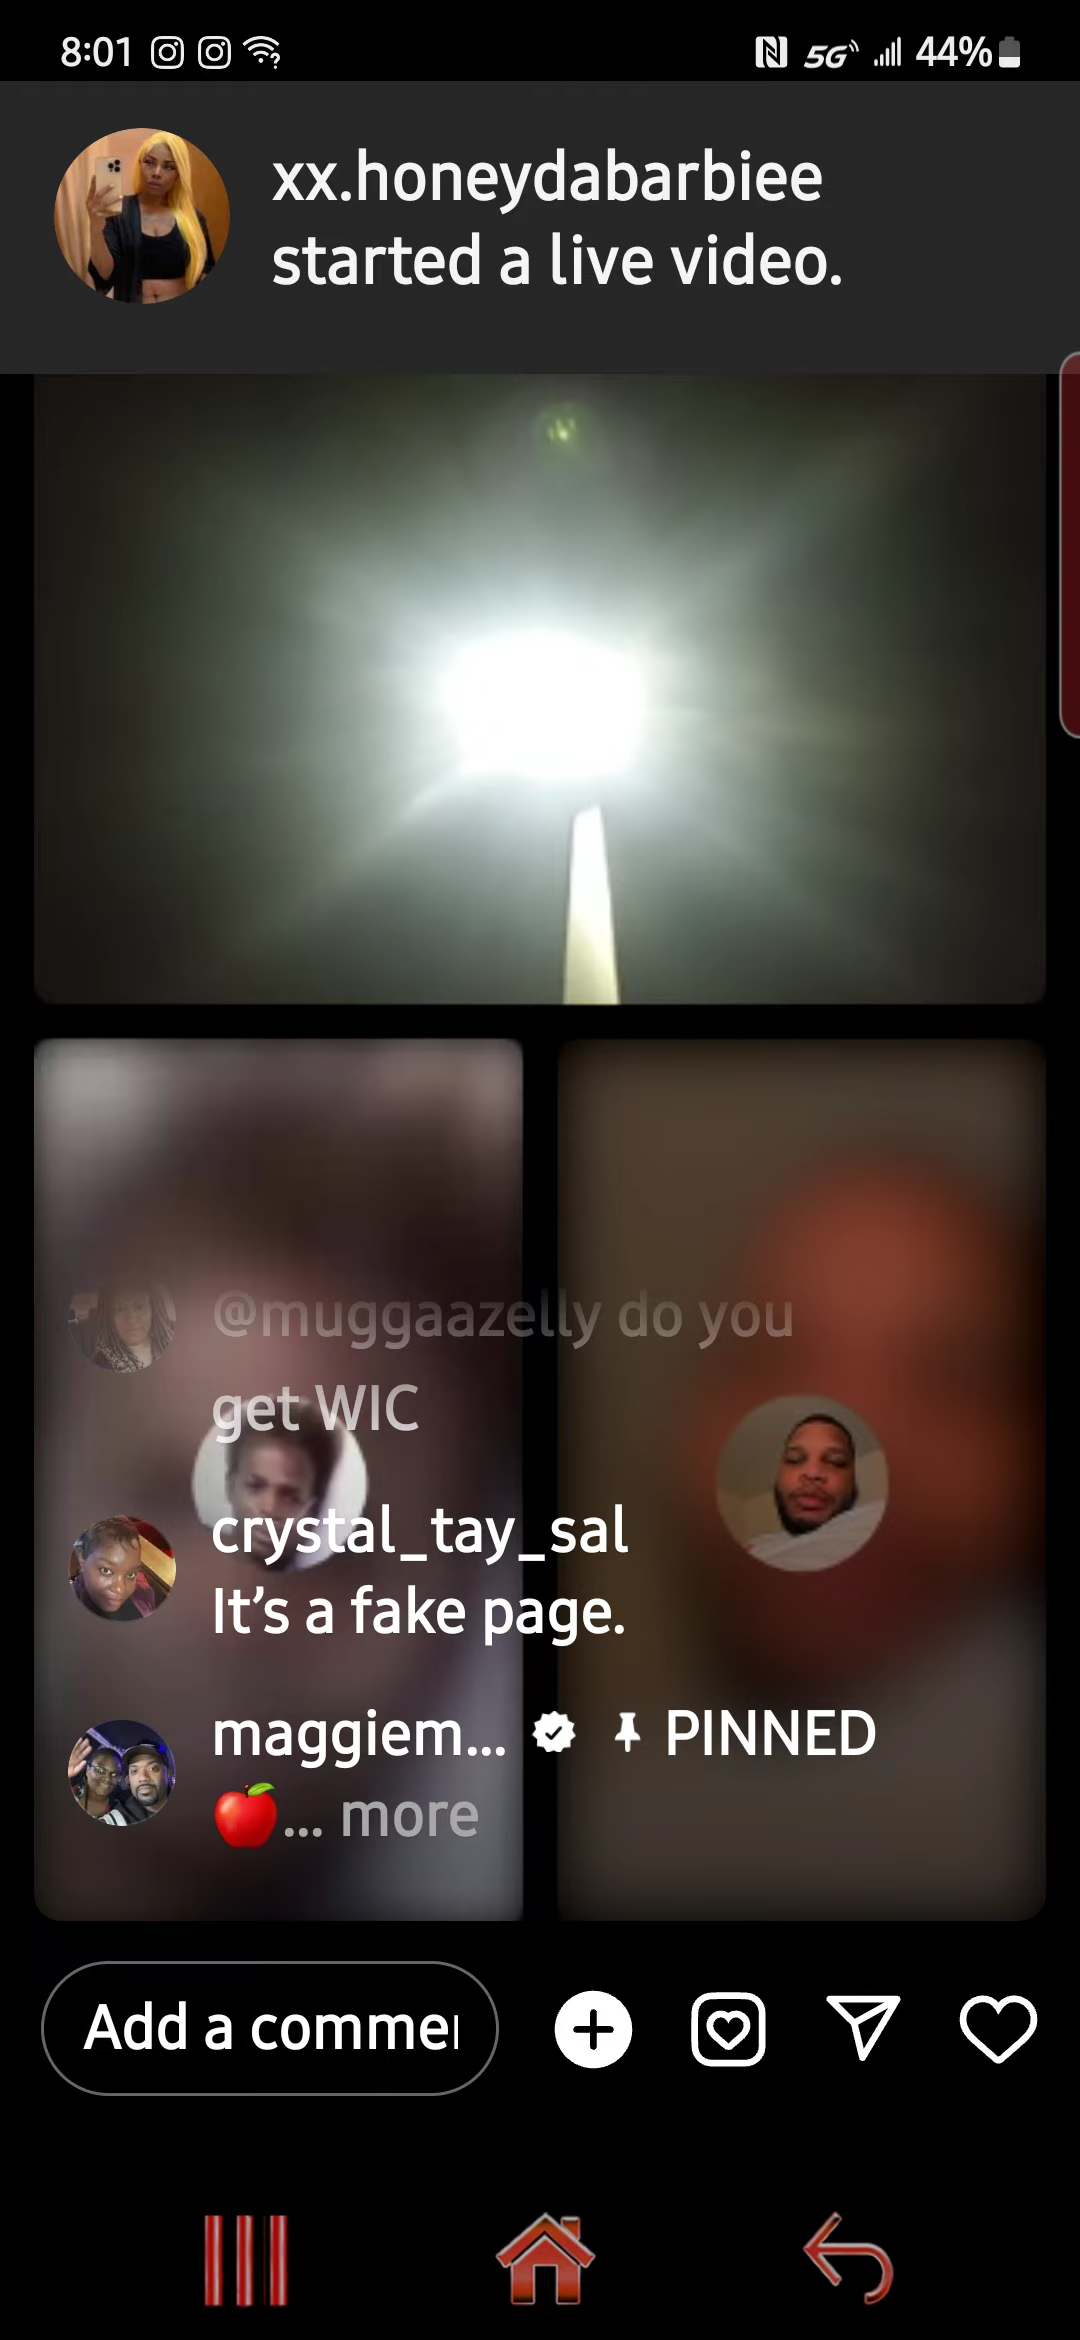 8:01 5G 44%
xx.honeydabarbiee
started a live video.
@muggaazelly do you
get WIC
crystal_tay_sal
It’s a fake page.
maggiem... PINNED
🍎... more
Add a commen